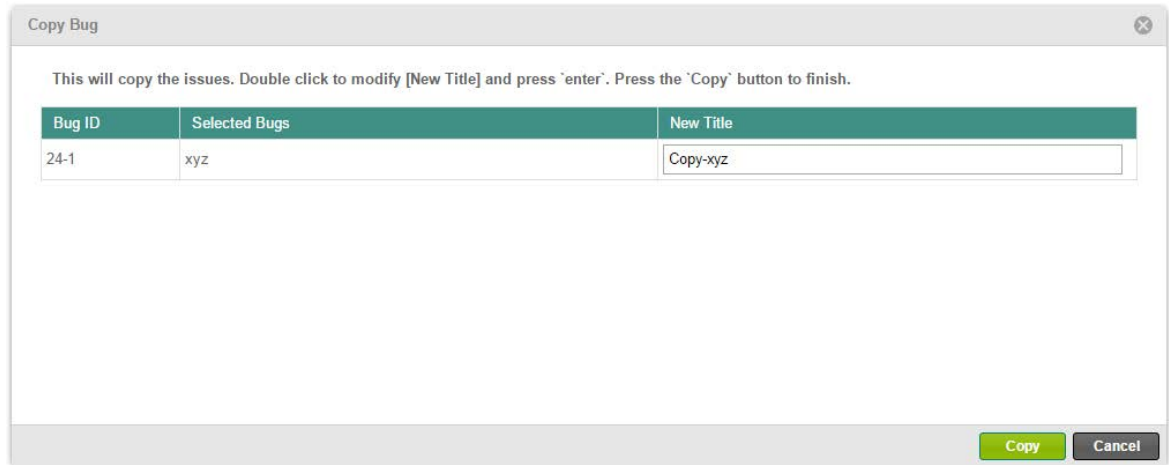 Copy Bug
This will copy the issues. Double click to modify [New Title] and press `enter`. Press the `Copy` button to finish.
Bug ID Selected Bugs New Title
24-1 xyz Copy-xyz
Copy Cancel